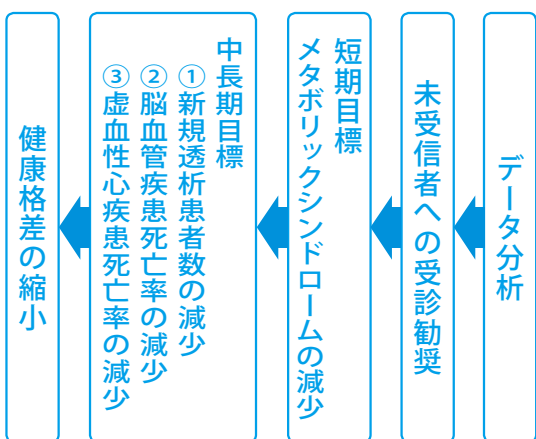 データ分析
未受信者への受診勧奨
短期目標
メタボリックシンドロームの減少
中長期目標
①新規透析患者数の減少
②脳血管疾患死亡率の減少
③虚血性心疾患死亡率の減少
健康格差の縮小